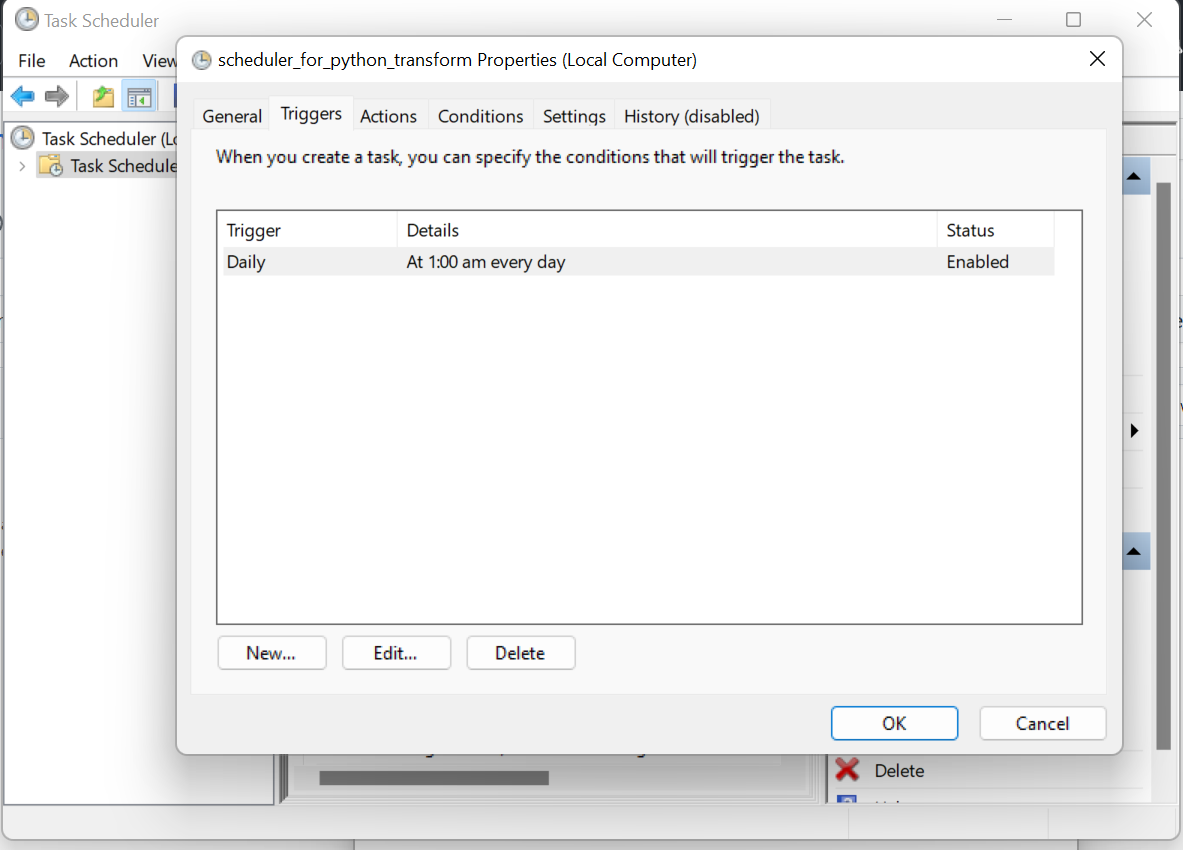 Task Scheduler
File Action View
scheduler_for_python_transform Properties (Local Computer)
General Triggers Actions Conditions Settings History (disabled)
Task Scheduler (Lo
Task Schedule
When you create a task, you can specify the conditions that will trigger the task.
Trigger Details Status
Daily At 1:00 am every day Enabled
New... Edit... Delete
OK Cancel
Delete